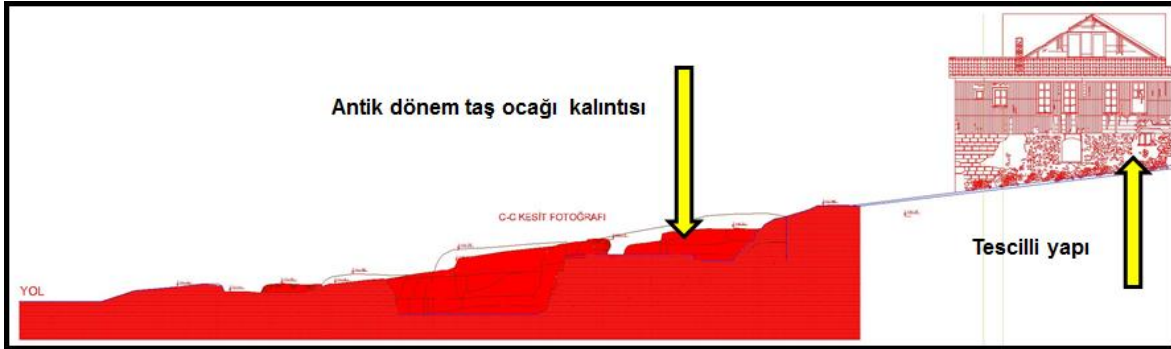 Antik dönem taş ocağı kalıntısı
C-C KESİT FOTOĞRAFI
Tescilli yapı
YOL